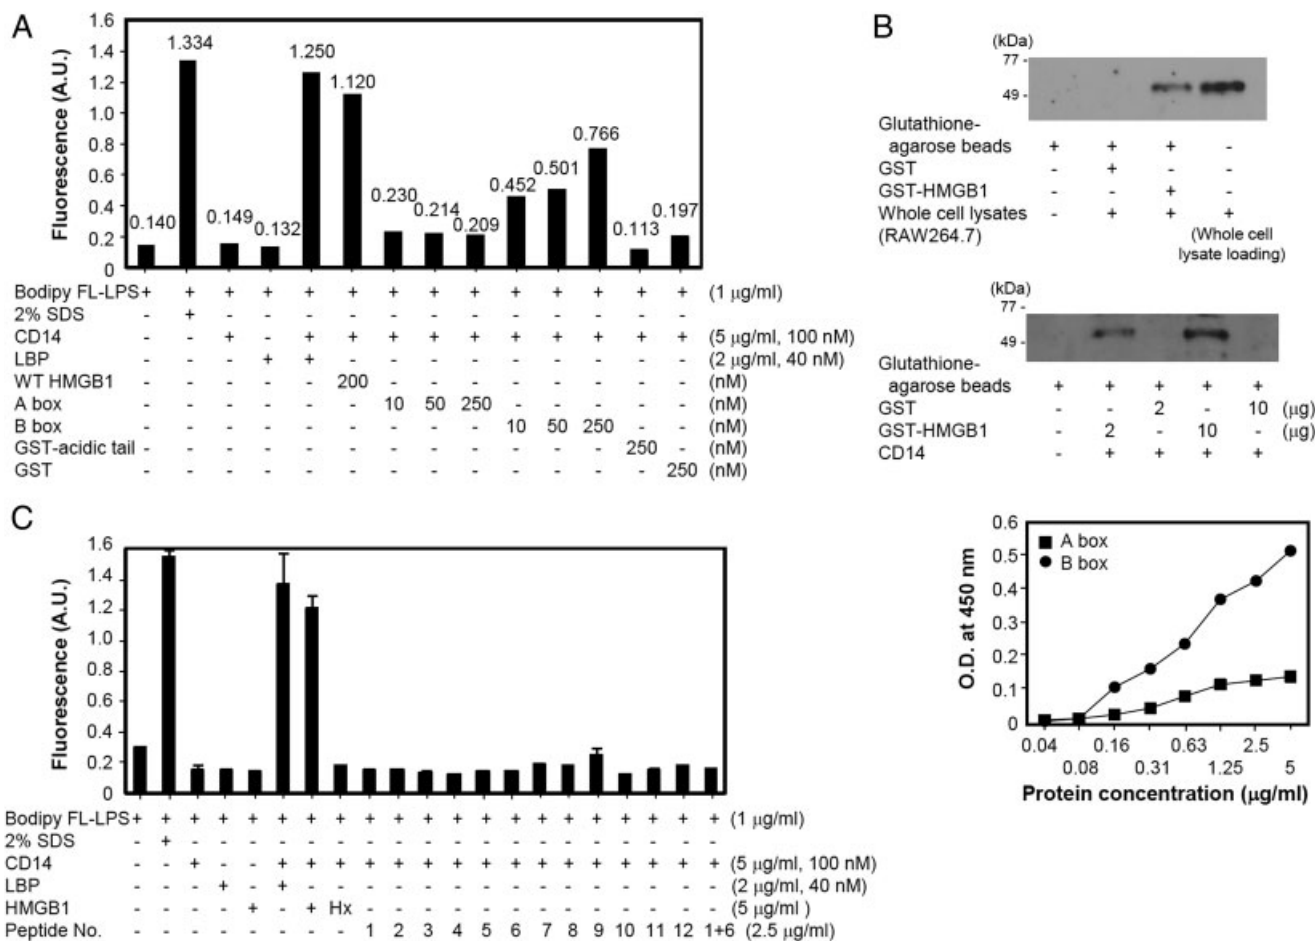 A
Fluorescence (A.U.)
1.6
1.4
1.2
1.0
0.8
0.6
0.4
0.2
0
0.140
1.334
0.149
0.132
1.250
1.120
0.230
0.214
0.209
0.452
0.501
0.766
0.113
0.197
Bodipy FL-LPS + + + + + + + + + + + + + + (1 μg/ml)
2% SDS - + - - - - - - - - - - - -
CD14 - - + - + + + + + + + + + + (5 μg/ml, 100 nM)
LBP - - - + + - - - - - - - - - (2 μg/ml, 40 nM)
WT HMGB1 - - - - - 200 - - - - - - - - (nM)
A box - - - - - - 10 50 250 - - - - - (nM)
B box - - - - - - - - - 10 50 250 - - (nM)
GST-acidic tail - - - - - - - - - - - - 250 - (nM)
GST - - - - - - - - - - - - - 250 (nM)
B
(kDa)
77 -
49 -
Glutathione-
agarose beads + + + -
GST - + - -
GST-HMGB1 - - + -
Whole cell lysates - + + +
(RAW264.7)
(Whole cell
lysate loading)
(kDa)
77 -
49 -
Glutathione-
agarose beads + + + + +
GST - - 2 - 10 (μg)
GST-HMGB1 - 2 - 10 - (μg)
CD14 - + + + +
O.D. at 450 nm
0.6
0.5
0.4
0.3
0.2
0.1
0
A box
B box
0.04 0.16 0.63 2.5
0.08 0.31 1.25 5
Protein concentration (μg/ml)
C
Fluorescence (A.U.)
1.6
1.4
1.2
1.0
0.8
0.6
0.4
0.2
0
Bodipy FL-LPS + + + + + + + + + + + + + + + + + + + + + (1 μg/ml)
2% SDS - + - - - - - - - - - - - - - - - - - - -
CD14 - - + - - + + + + + + + + + + + + + + + + (5 μg/ml, 100 nM)
LBP - - - + - + - - - - - - - - - - - - - - - (2 μg/ml, 40 nM)
HMGB1 - - - - + - + Hx - - - - - - - - - - - - - (5 μg/ml )
Peptide No. - - - - - - - - 1 2 3 4 5 6 7 8 9 10 11 12 1+6 (2.5 μg/ml)